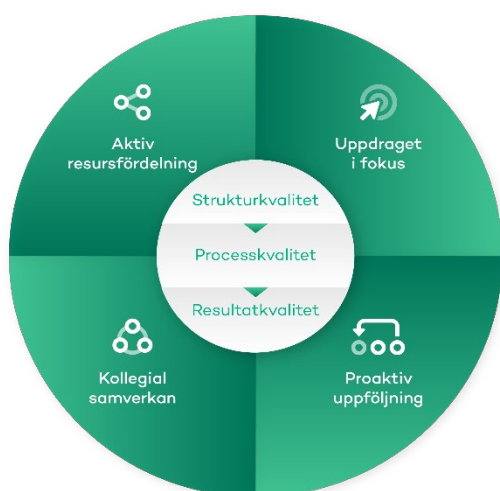 Aktiv
resursfördelning
Uppdraget
i fokus
Strukturkvalitet
Processkvalitet
Resultatkvalitet
Kollegial
samverkan
Proaktiv
uppföljning